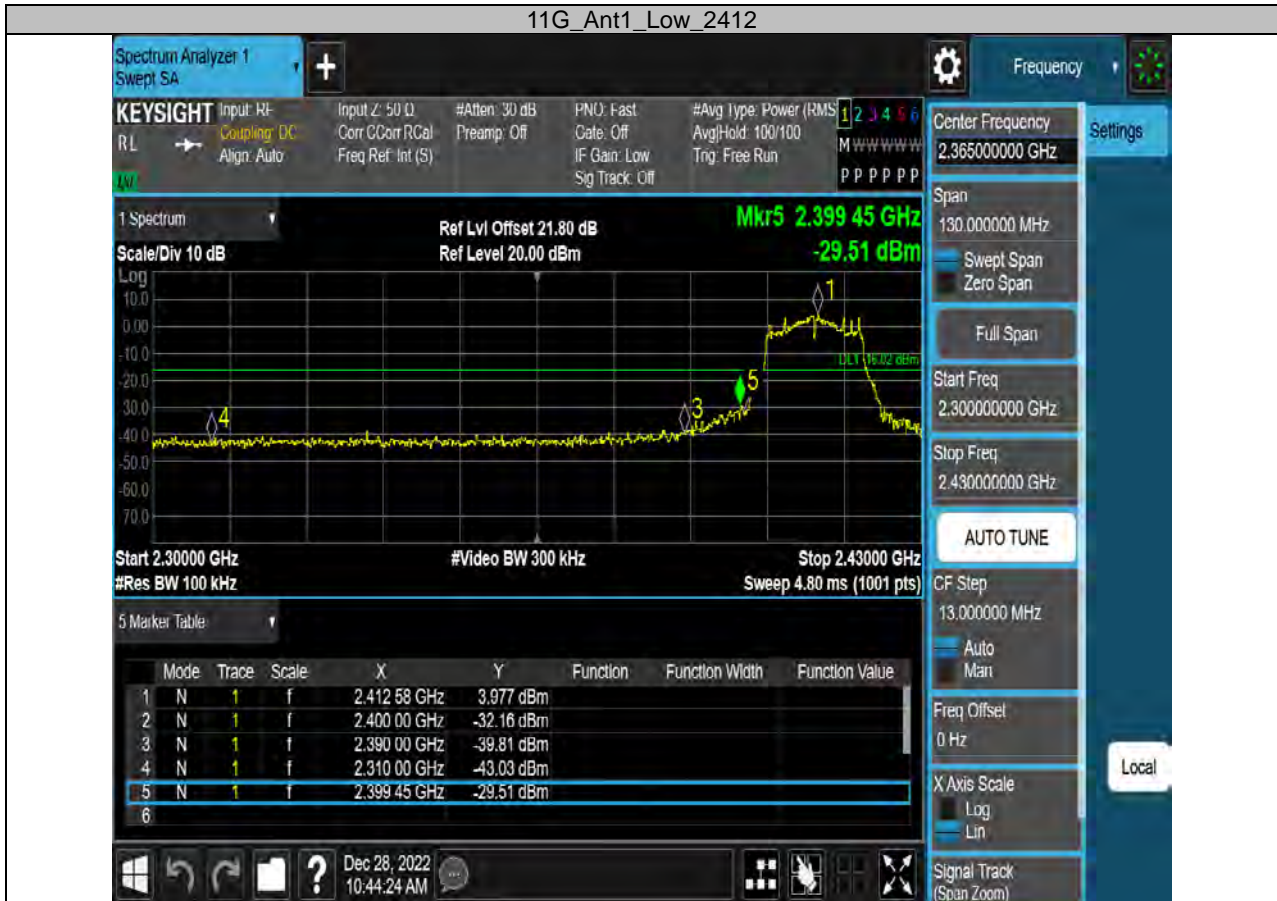 11G_Ant1_Low_2412
Spectrum Analyzer 1
Swept SA
Frequency
KEYSIGHT
RL
Input: RF
Coupling: DC
Align: Auto
Input Z: 50 Ω
Corr CCorr RCal
Freq Ref: Int (S)
#Atten: 30 dB
Preamp: Off
PNO: Fast
Gate: Off
IF Gain: Low
Sig Track: Off
#Avg Type: Power (RMS
Avg|Hold: 100/100
Trig: Free Run
1 2 3 4 5 6
M W W W W W
P P P P P P
Center Frequency
2.365000000 GHz
Settings
Span
130.000000 MHz
Swept Span
Zero Span
Full Span
Start Freq
2.300000000 GHz
Stop Freq
2.430000000 GHz
AUTO TUNE
CF Step
13.000000 MHz
Auto
Man
Freq Offset
0 Hz
X Axis Scale
Log
Lin
Signal Track
(Span Zoom)
Local
1 Spectrum
Scale/Div 10 dB
Ref Lvl Offset 21.80 dB
Ref Level 20.00 dBm
Mkr5 2.399 45 GHz
-29.51 dBm
Log
10.0
0.00
-10.0
-20.0
-30.0
-40.0
-50.0
-60.0
-70.0
1
DL1 -16.02 dBm
5
3
4
Start 2.30000 GHz
#Video BW 300 kHz
Stop 2.43000 GHz
#Res BW 100 kHz
Sweep 4.80 ms (1001 pts)
5 Marker Table
Mode Trace Scale X Y Function Function Width Function Value
1 N 1 f 2.412 58 GHz 3.977 dBm
2 N 1 f 2.400 00 GHz -32.16 dBm
3 N 1 f 2.390 00 GHz -39.81 dBm
4 N 1 f 2.310 00 GHz -43.03 dBm
5 N 1 f 2.399 45 GHz -29.51 dBm
6
?
Dec 28, 2022
10:44:24 AM